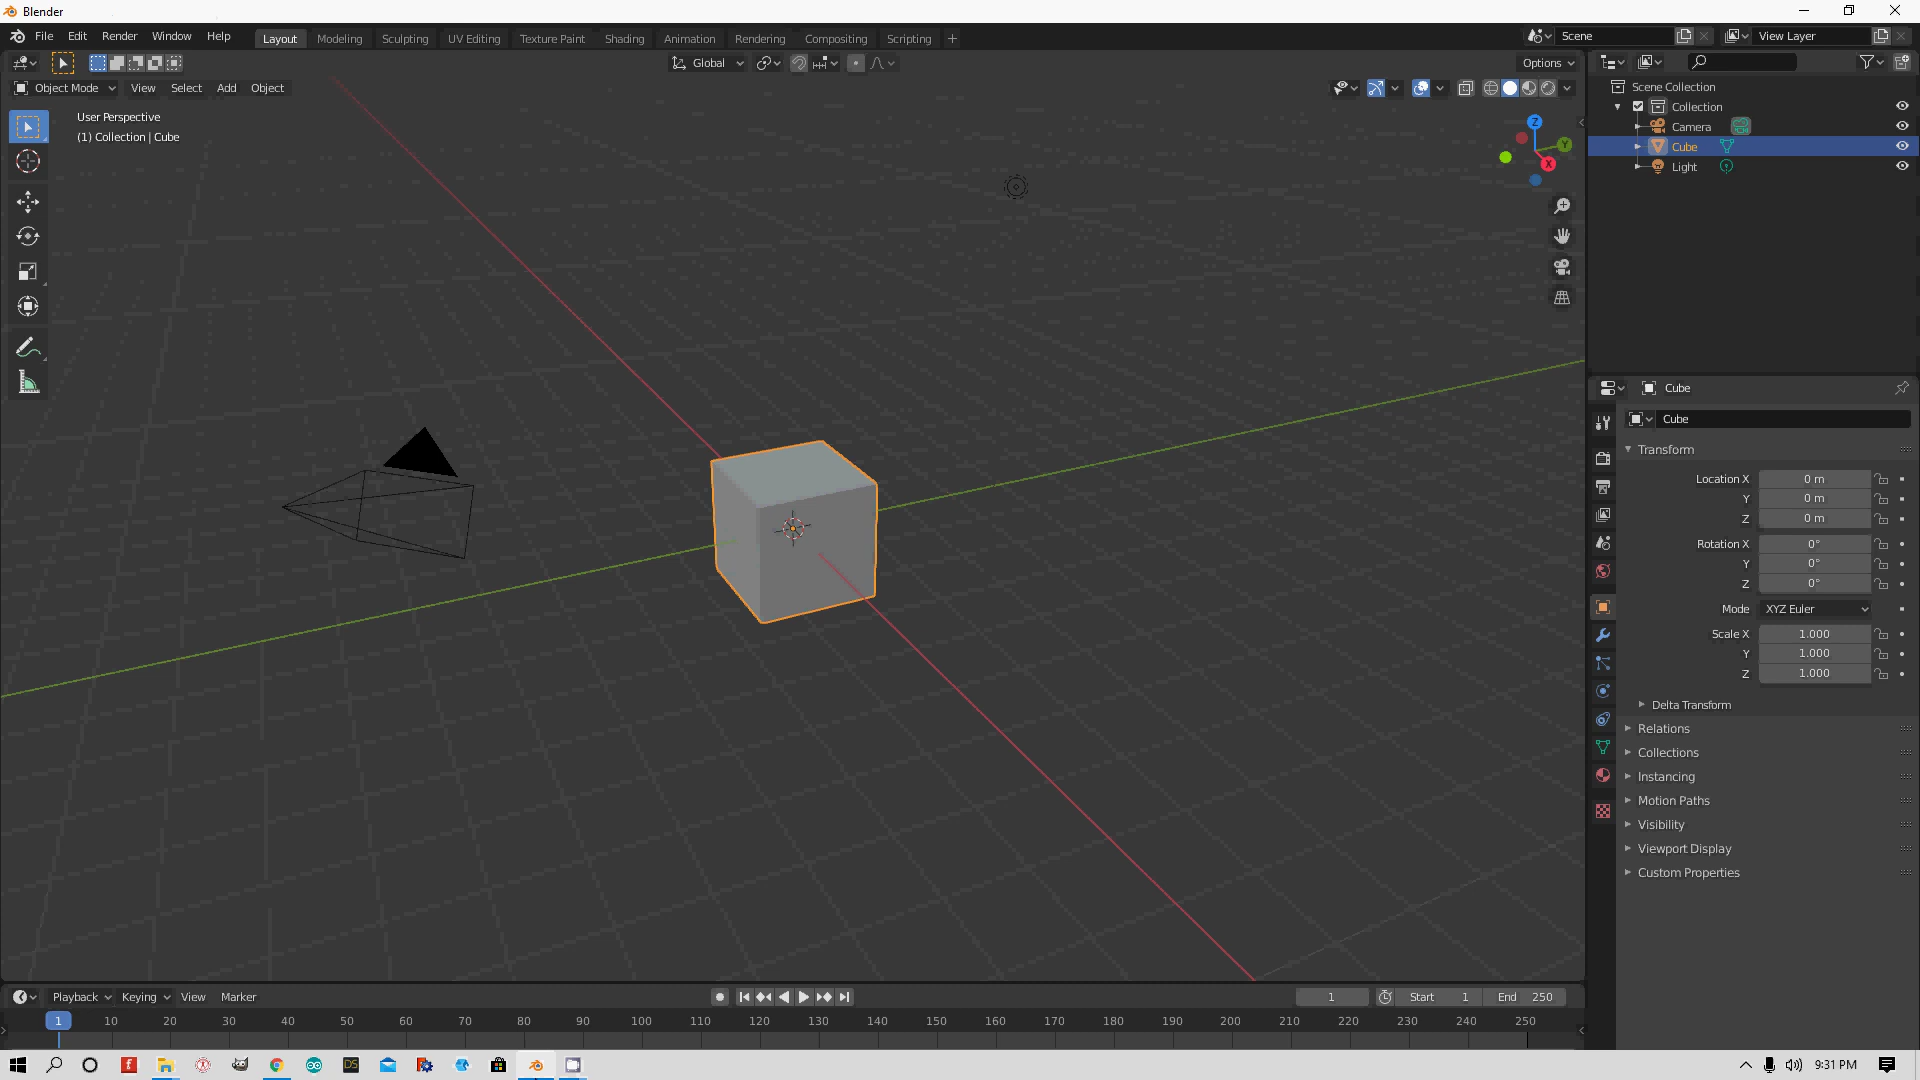 Blender
File Edit Render Window Help Layout Modeling Sculpting UV Editing Texture Paint Shading Animation Rendering Compositing Scripting + Scene View Layer
Global Options
Object Mode View Select Add Object
User Perspective
(1) Collection | Cube
Z
Y
X
Scene Collection
Collection
Camera
Cube
Light
Cube
Cube
Transform
Location X 0 m
Y 0 m
Z 0 m
Rotation X 0°
Y 0°
Z 0°
Mode XYZ Euler
Scale X 1.000
Y 1.000
Z 1.000
Delta Transform
Relations
Collections
Instancing
Motion Paths
Visibility
Viewport Display
Custom Properties
Playback Keying View Marker 1 Start 1 End 250
1 10 20 30 40 50 60 70 80 90 100 110 120 130 140 150 160 170 180 190 200 210 220 230 240 250
f DS 9:31 PM